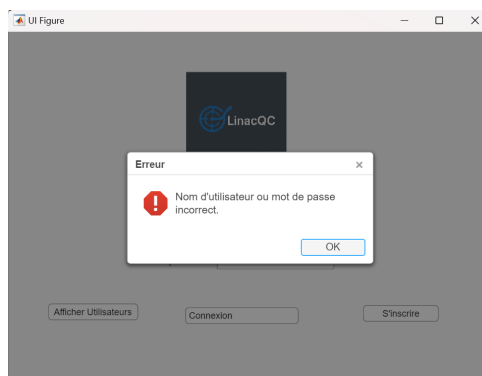 UI Figure
LinacQC
Erreur
Nom d'utilisateur ou mot de passe
incorrect.
OK
Afficher Utilisateurs
Connexion
S'inscrire